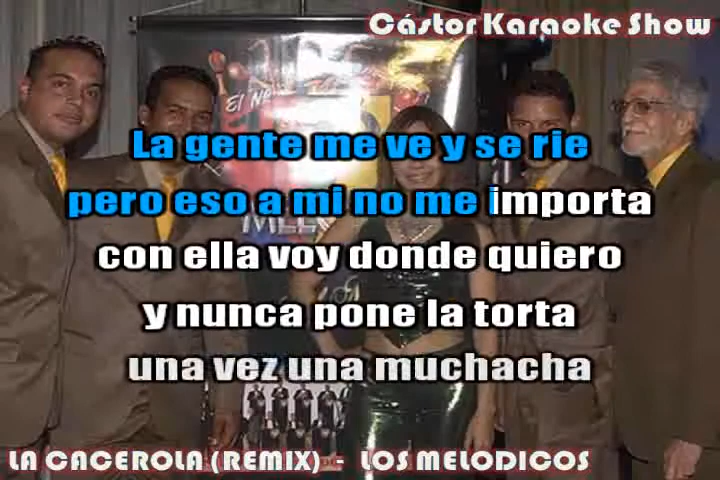 Cástor Karaoke Show
El N
La gente me ve y se rie
pero eso a mi no me importa
con ella voy donde quiero
y nunca pone la torta
una vez una muchacha
LA CACEROLA (REMIX) - LOS MELODICOS